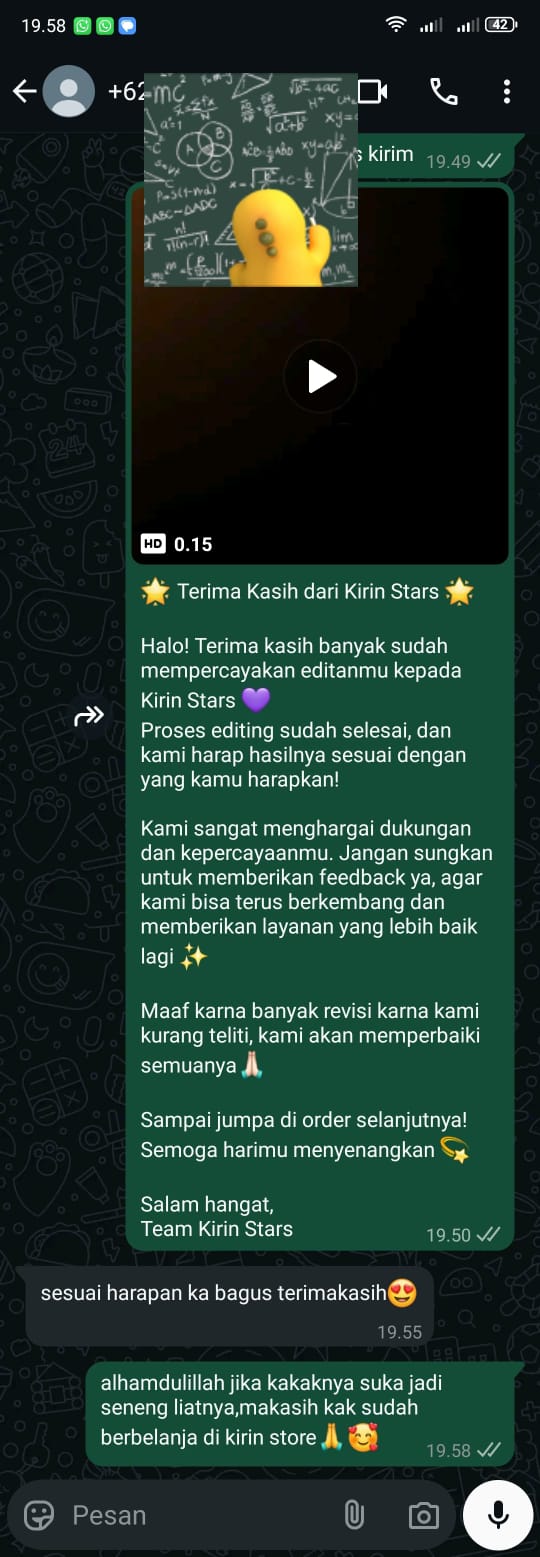 19.58
42
+62
s kirim 19.49
HD 0.15
🌟 Terima Kasih dari Kirin Stars 🌟
Halo! Terima kasih banyak sudah
mempercayakan editanmu kepada
Kirin Stars 💜
Proses editing sudah selesai, dan
kami harap hasilnya sesuai dengan
yang kamu harapkan!
Kami sangat menghargai dukungan
dan kepercayaanmu. Jangan sungkan
untuk memberikan feedback ya, agar
kami bisa terus berkembang dan
memberikan layanan yang lebih baik
lagi ✨
Maaf karna banyak revisi karna kami
kurang teliti, kami akan memperbaiki
semuanya🙏🏻
Sampai jumpa di order selanjutnya!
Semoga harimu menyenangkan 💫
Salam hangat,
Team Kirin Stars
19.50
sesuai harapan ka bagus terimakasih😍
19.55
alhamdulillah jika kakaknya suka jadi
seneng liatnya,makasih kak sudah
berbelanja di kirin store🙏🥰
19.58
Pesan